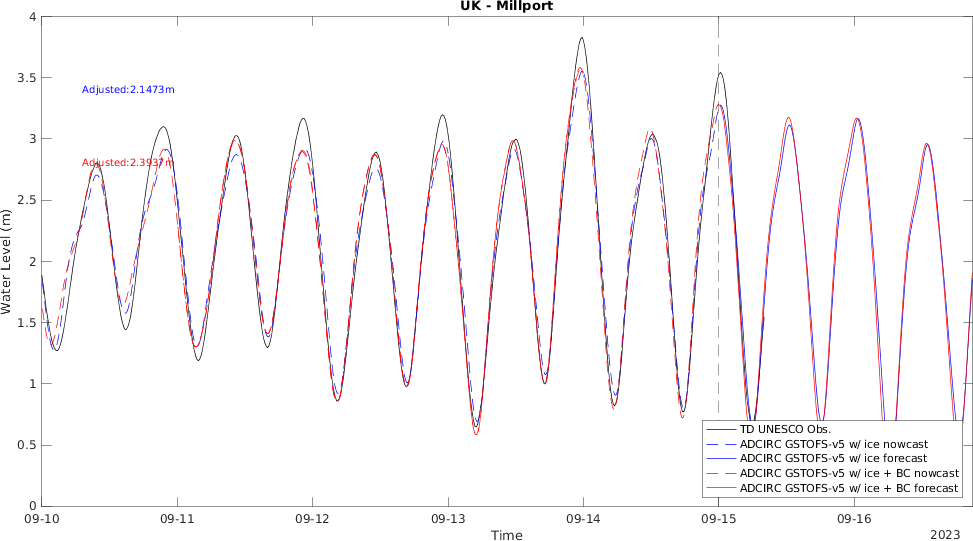 UK - Millport
4
3.5
3
2.5
2
1.5
1
0.5
0
Water Level (m)
Adjusted:2.1473m
Adjusted:2.3937m
TD UNESCO Obs.
ADCIRC GSTOFS-v5 w/ ice nowcast
ADCIRC GSTOFS-v5 w/ ice forecast
ADCIRC GSTOFS-v5 w/ ice + BC nowcast
ADCIRC GSTOFS-v5 w/ ice + BC forecast
09-10 09-11 09-12 09-13 09-14 09-15 09-16
Time
2023